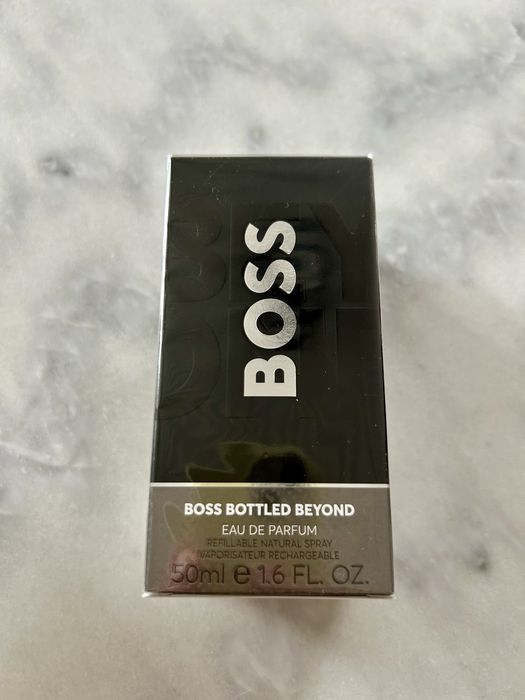 BOSS
BOSS BOTTLED BEYOND
EAU DE PARFUM
REFILLABLE NATURAL SPRAY
VAPORISATEUR RECHARGEABLE
50ml e 1.6 FL. OZ.